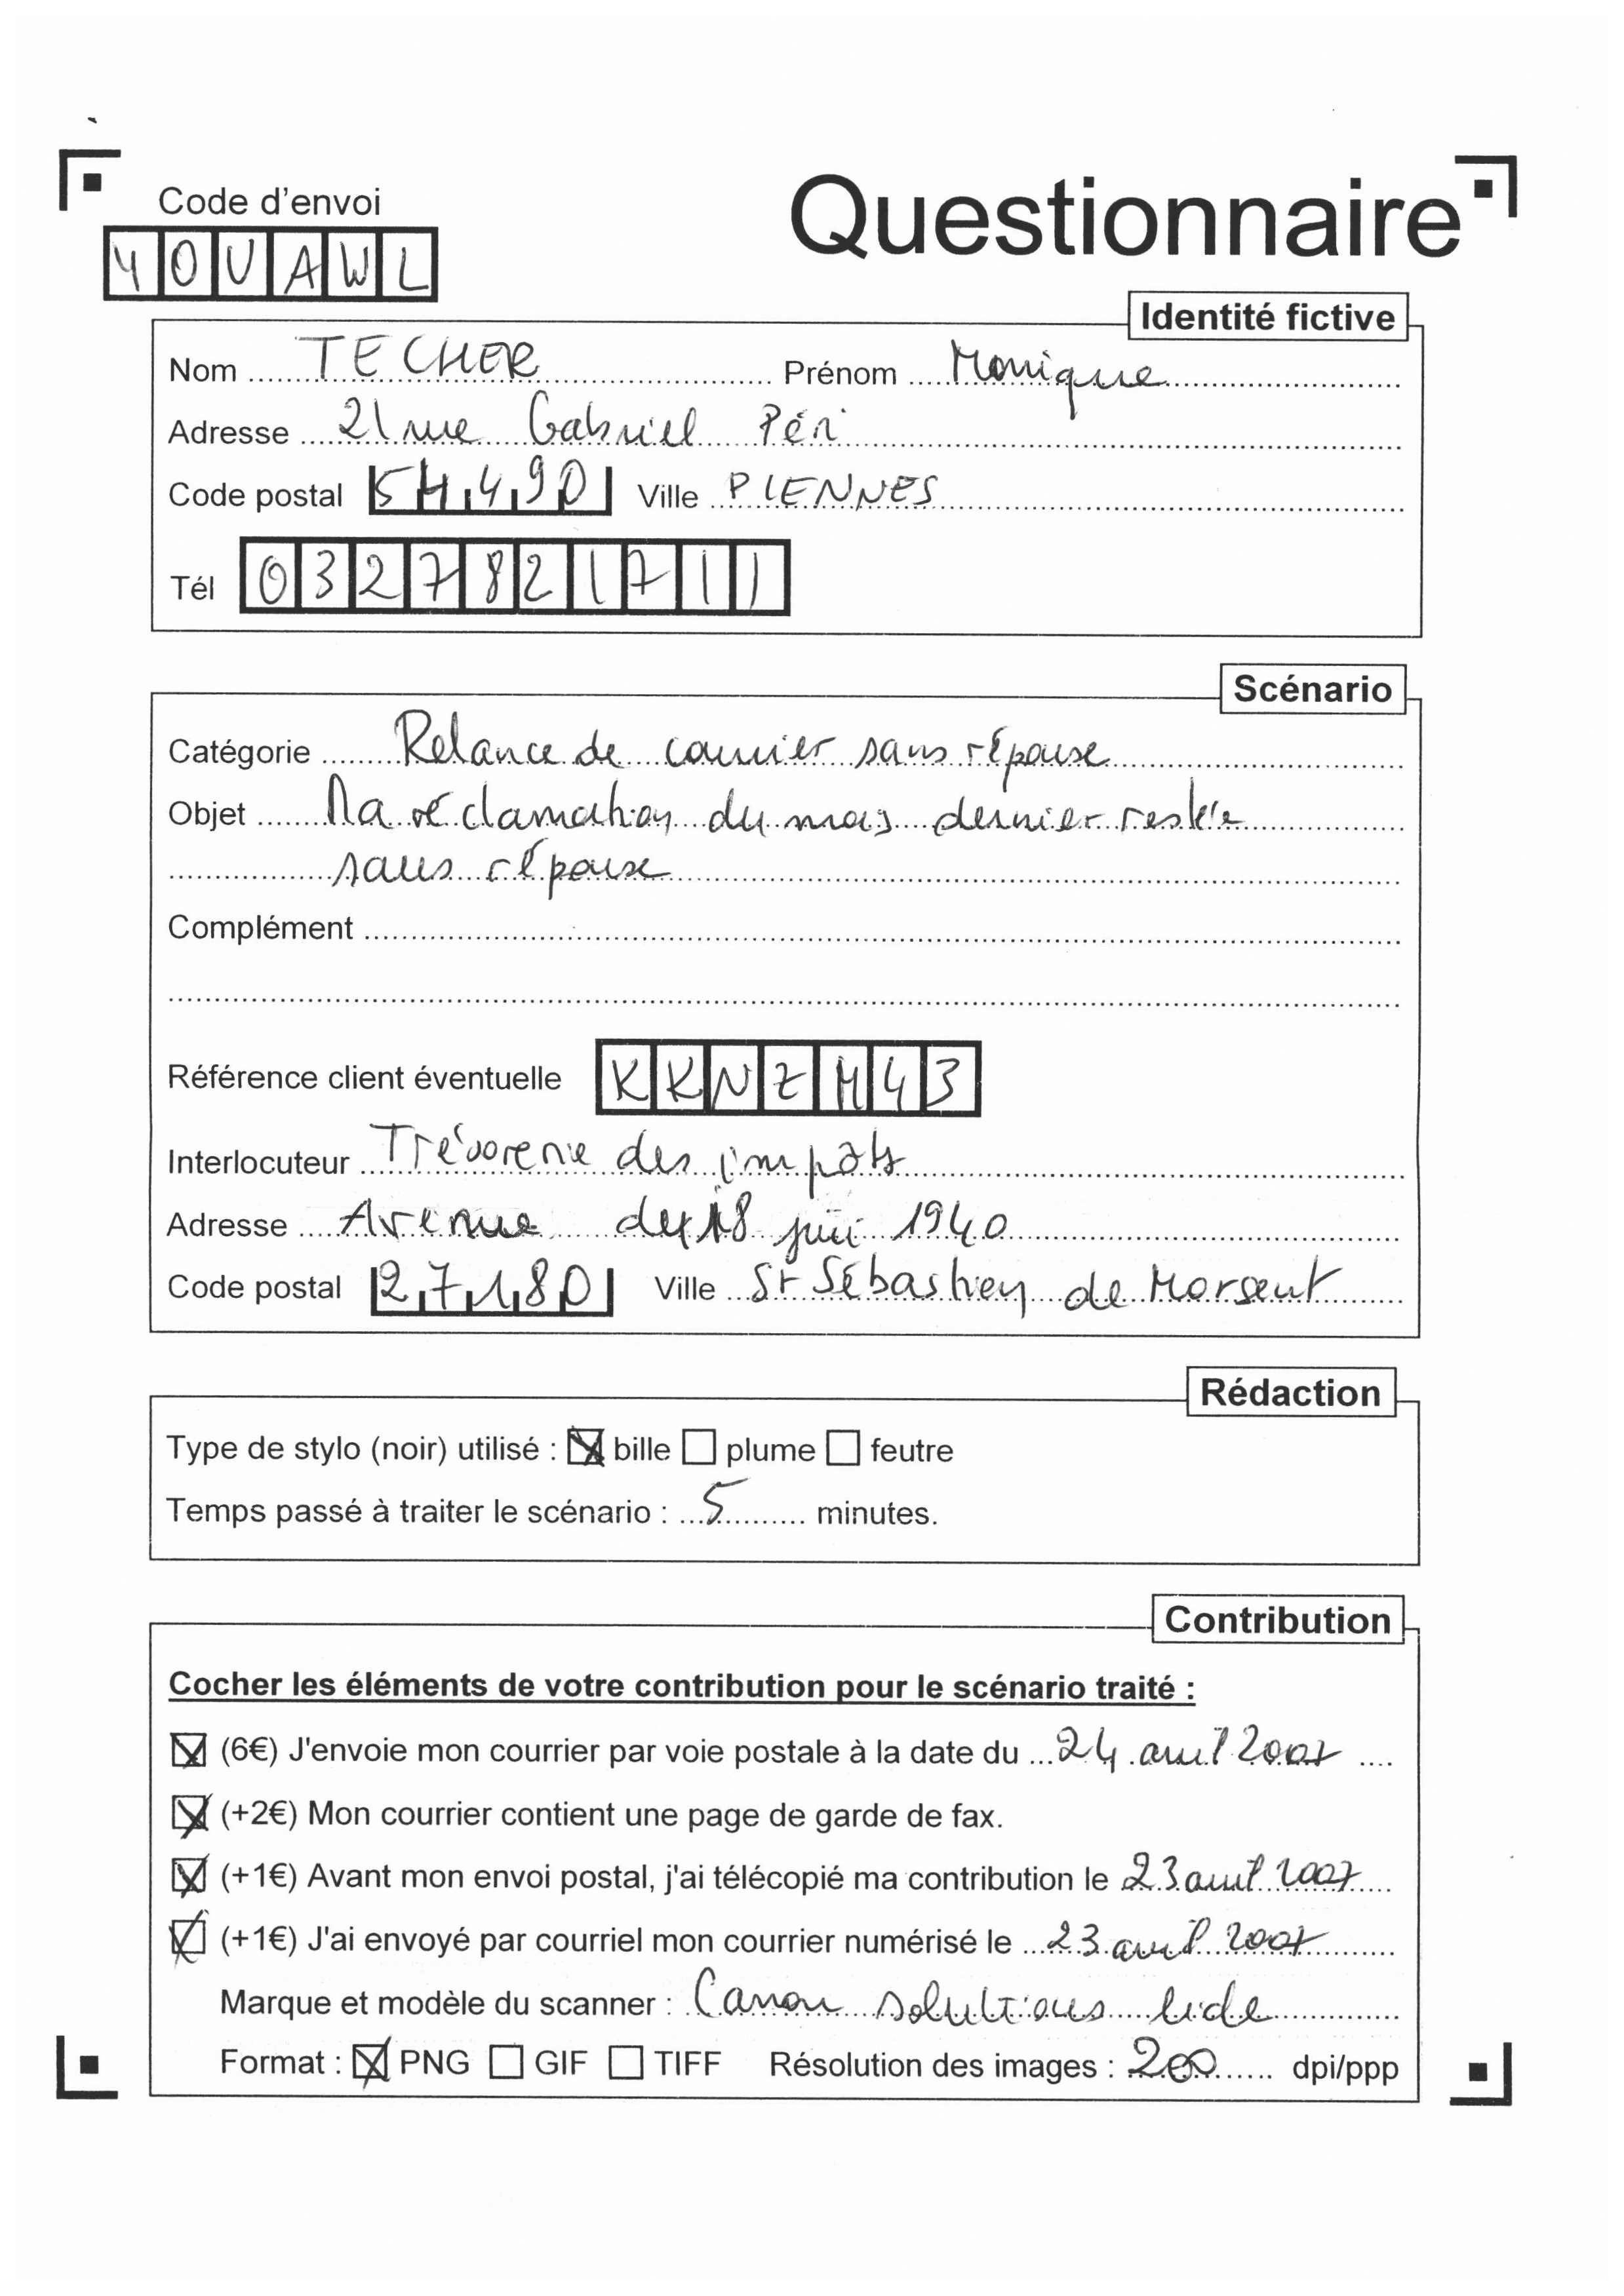 Code d'envoi
Questionnaire
YOUAWL
Identité fictive
Nom TECHER Prénom Monique
Adresse 21 rue Gabriel Péri
Code postal 54490 Ville PIENNES
Tél 0327821711
Scénario
Catégorie Relance de courrier sans réponse
Objet Ma réclamation du mois dernier restée
sans réponse
Complément
Référence client éventuelle KKNZM43
Interlocuteur Trésorerie des impôts
Adresse Avenue du 18 juin 1940
Code postal 27180 Ville St Sébastien de Morsent
Rédaction
Type de stylo (noir) utilisé : bille plume feutre
Temps passé à traiter le scénario : 5 minutes.
Contribution
Cocher les éléments de votre contribution pour le scénario traité :
(6€) J'envoie mon courrier par voie postale à la date du 24 avril 2007
(+2€) Mon courrier contient une page de garde de fax.
(+1€) Avant mon envoi postal, j'ai télécopié ma contribution le 23 avril 2007
(+1€) J'ai envoyé par courriel mon courrier numérisé le 23 avril 2007
Marque et modèle du scanner : Canon solutions lide
Format : PNG GIF TIFF Résolution des images : 200 dpi/ppp